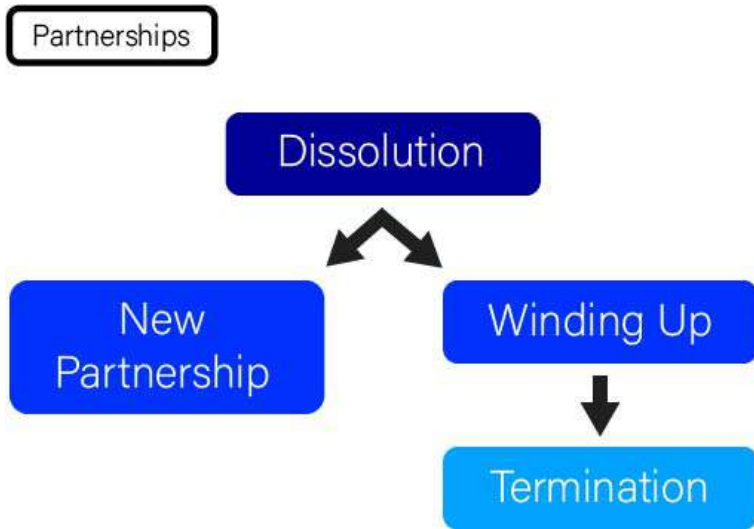 Partnerships
Dissolution
New
Partnership
Winding Up
Termination